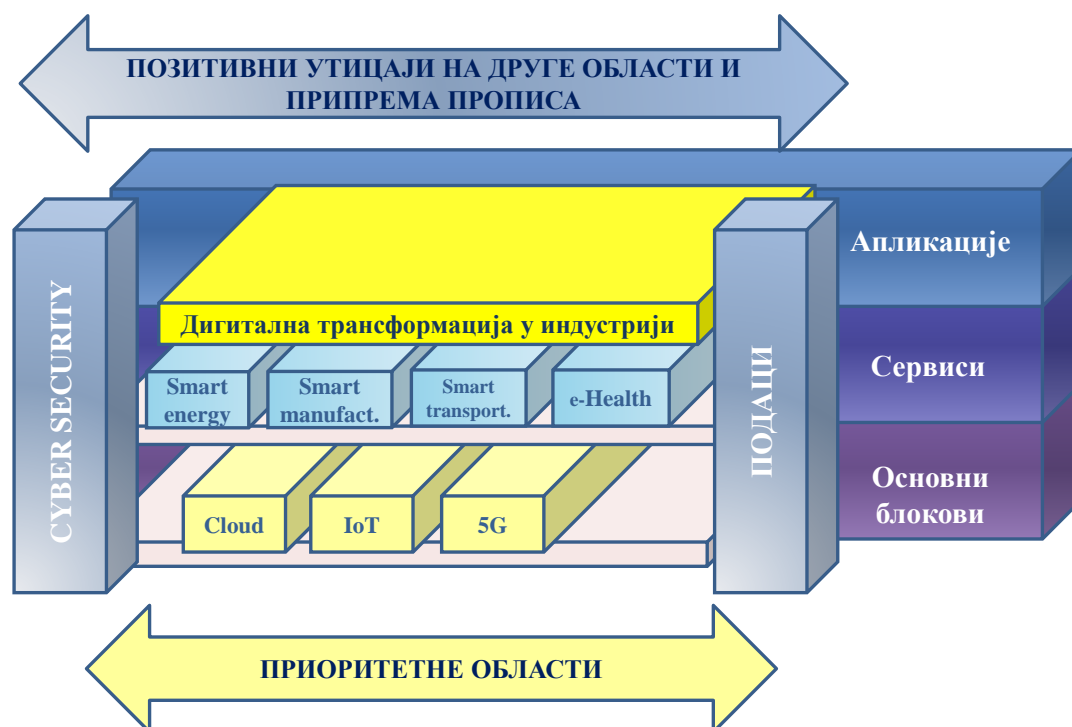 ПОЗИТИВНИ УТИЦАЈИ НА ДРУГЕ ОБЛАСТИ И
ПРИПРЕМА ПРОПИСА
CYBER SECURITY
Дигитална трансформација у индустрији
Smart
energy
Smart
manufact.
Smart
transport.
e-Health
Cloud
IoT
5G
ПОДАЦИ
Апликације
Сервиси
Основни
блокови
ПРИОРИТЕТНЕ ОБЛАСТИ